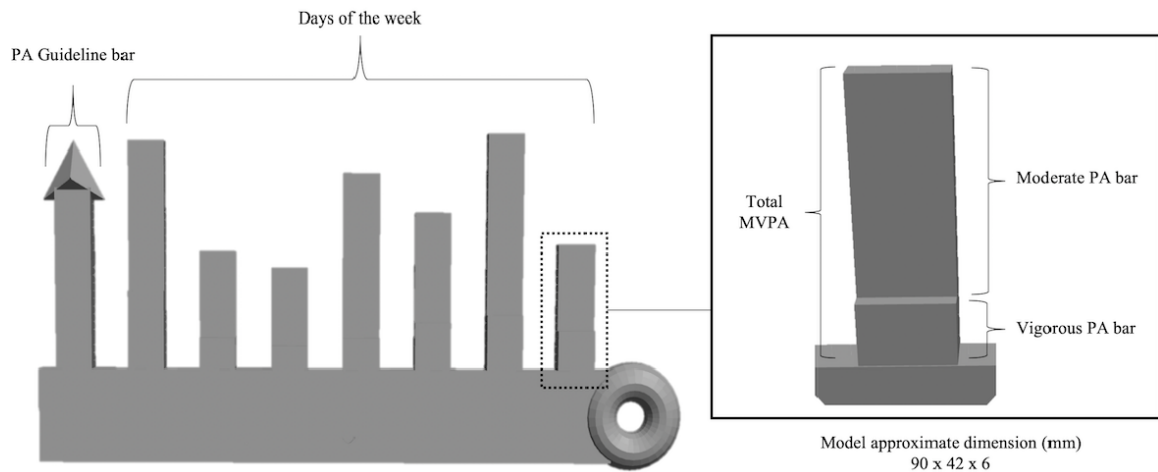 Days of the week
PA Guideline bar
Total
MVPA
Moderate PA bar
Vigorous PA bar
Model approximate dimension (mm)
90 x 42 x 6